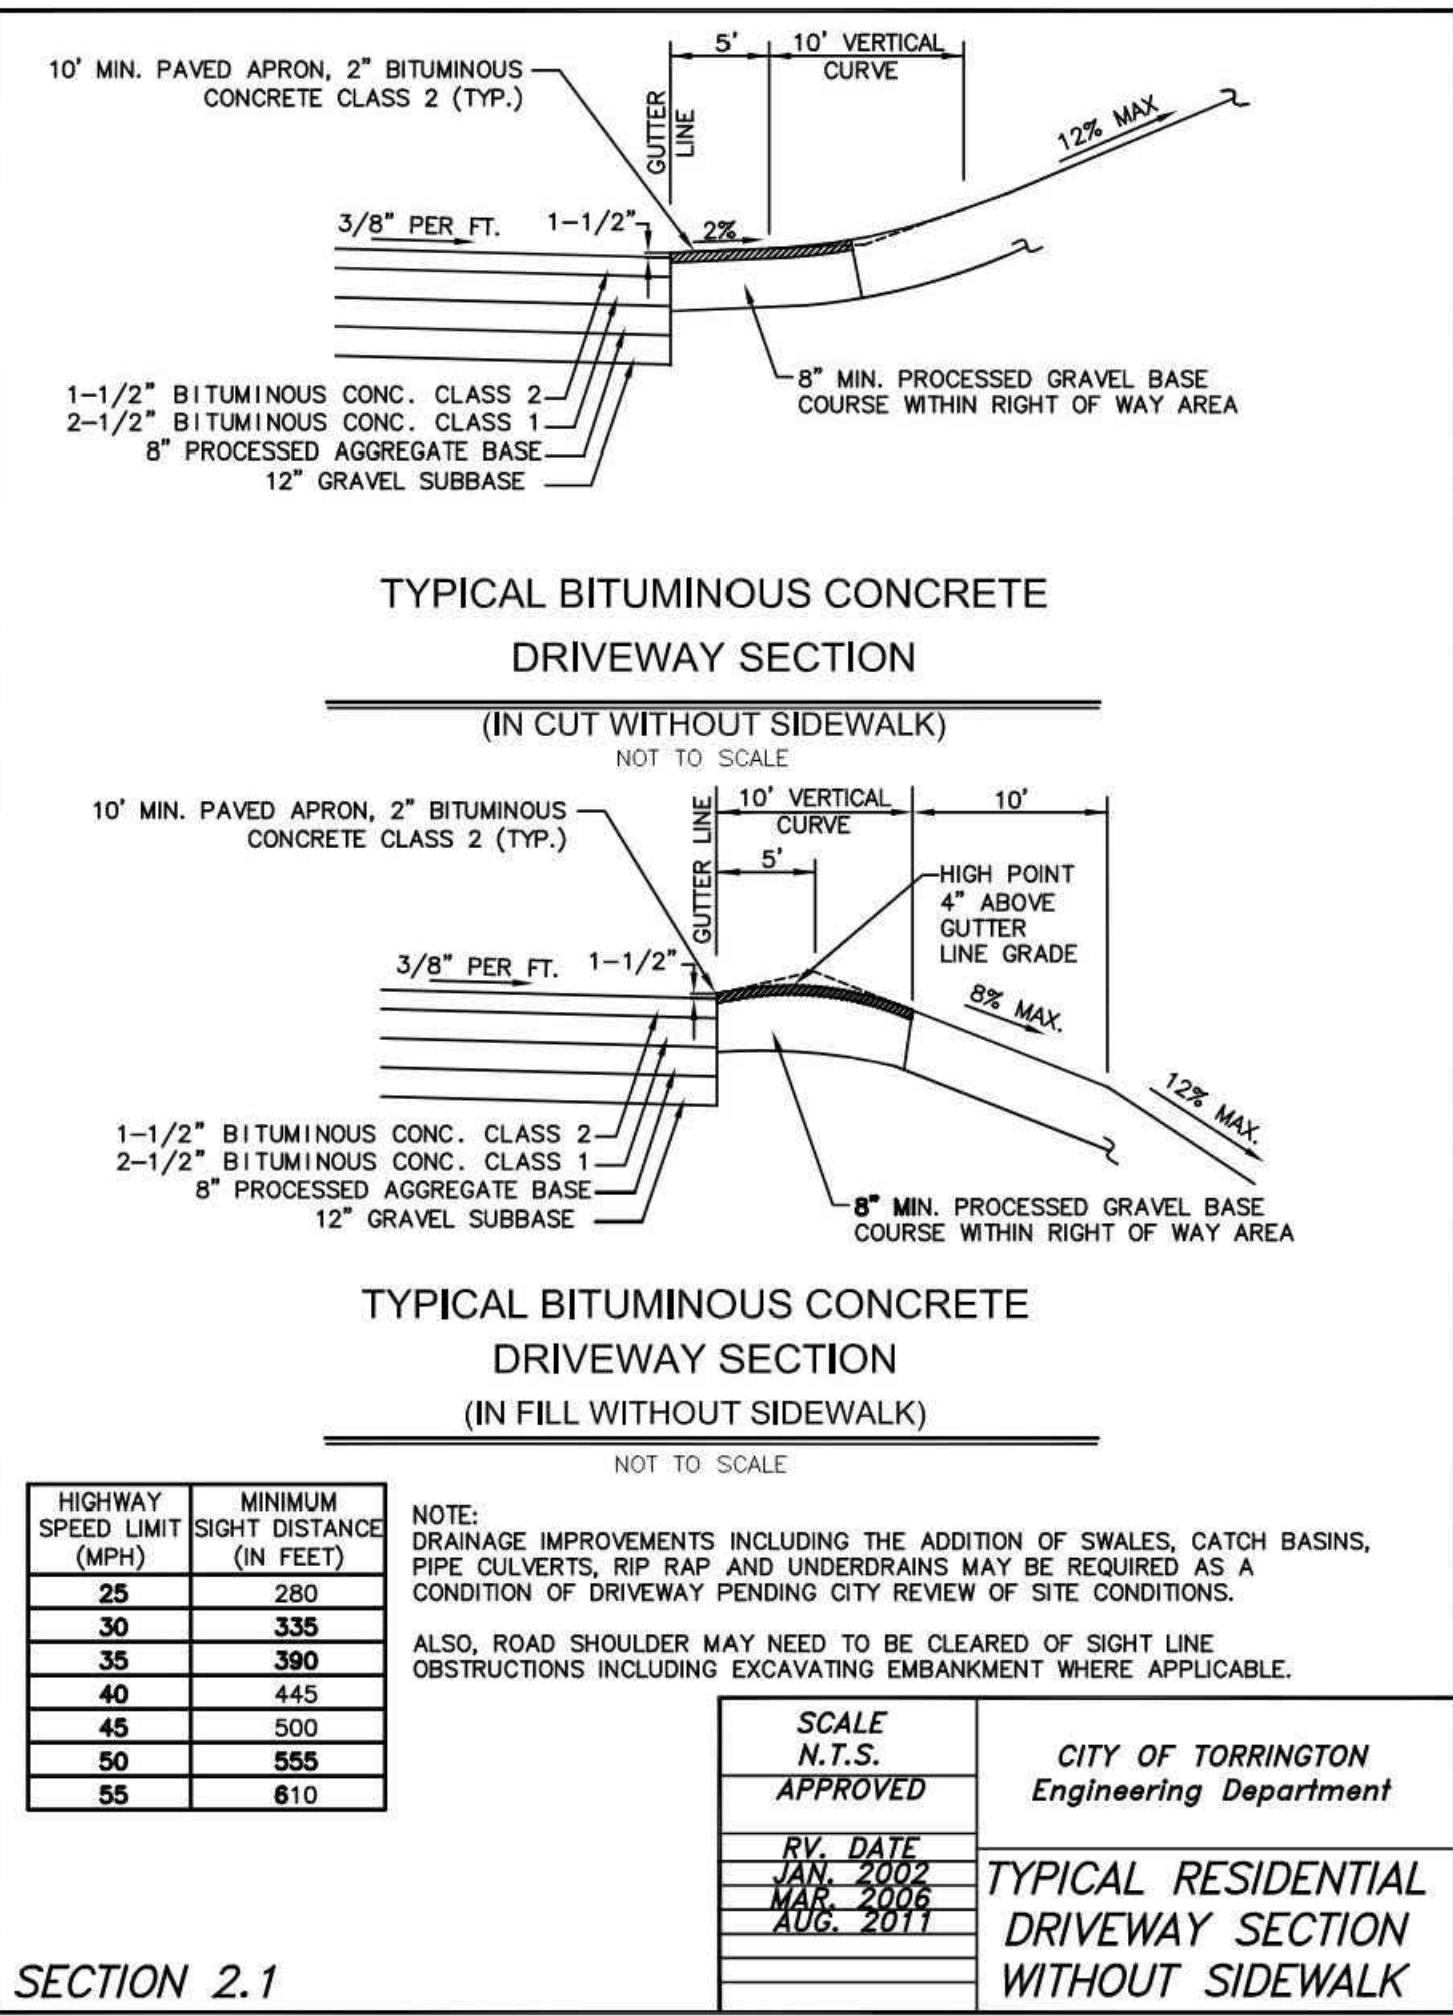 5' 10' VERTICAL
CURVE
10' MIN. PAVED APRON, 2" BITUMINOUS
CONCRETE CLASS 2 (TYP.)
GUTTER
LINE
12% MAX
3/8" PER FT.
1-1/2"
2%
8" MIN. PROCESSED GRAVEL BASE
COURSE WITHIN RIGHT OF WAY AREA
1-1/2" BITUMINOUS CONC. CLASS 2
2-1/2" BITUMINOUS CONC. CLASS 1
8" PROCESSED AGGREGATE BASE
12" GRAVEL SUBBASE
TYPICAL BITUMINOUS CONCRETE
DRIVEWAY SECTION
(IN CUT WITHOUT SIDEWALK)
NOT TO SCALE
10' MIN. PAVED APRON, 2" BITUMINOUS
CONCRETE CLASS 2 (TYP.)
GUTTER LINE
10' VERTICAL
CURVE
10'
5'
HIGH POINT
4" ABOVE
GUTTER
LINE GRADE
3/8" PER FT.
1-1/2"
8% MAX.
12% MAX.
1-1/2" BITUMINOUS CONC. CLASS 2
2-1/2" BITUMINOUS CONC. CLASS 1
8" PROCESSED AGGREGATE BASE
12" GRAVEL SUBBASE
8" MIN. PROCESSED GRAVEL BASE
COURSE WITHIN RIGHT OF WAY AREA
TYPICAL BITUMINOUS CONCRETE
DRIVEWAY SECTION
(IN FILL WITHOUT SIDEWALK)
NOT TO SCALE
HIGHWAY
SPEED LIMIT
(MPH)
MINIMUM
SIGHT DISTANCE
(IN FEET)
25 280
30 335
35 390
40 445
45 500
50 555
55 610
NOTE:
DRAINAGE IMPROVEMENTS INCLUDING THE ADDITION OF SWALES, CATCH BASINS,
PIPE CULVERTS, RIP RAP AND UNDERDRAINS MAY BE REQUIRED AS A
CONDITION OF DRIVEWAY PENDING CITY REVIEW OF SITE CONDITIONS.
ALSO, ROAD SHOULDER MAY NEED TO BE CLEARED OF SIGHT LINE
OBSTRUCTIONS INCLUDING EXCAVATING EMBANKMENT WHERE APPLICABLE.
SCALE
N.T.S.
APPROVED
RV. DATE
JAN. 2002
MAR. 2006
AUG. 2011
CITY OF TORRINGTON
Engineering Department
TYPICAL RESIDENTIAL
DRIVEWAY SECTION
WITHOUT SIDEWALK
SECTION 2.1